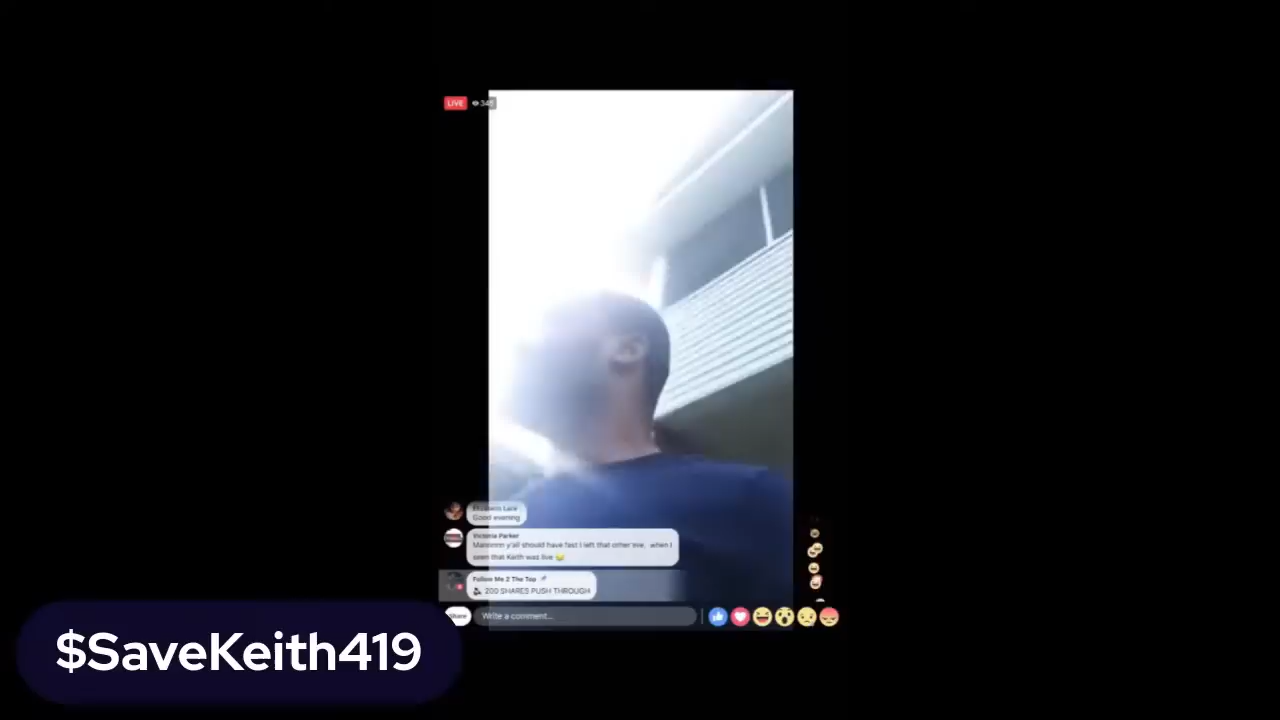 LIVE
Good evening
Victoria Parker
Mannnnn y'all should have fast I left that other live, when I
seen that Keith was live 😂
Follow Me 2 The Top
200 SHARES PUSH THROUGH
Share
Write a comment...
$SaveKeith419